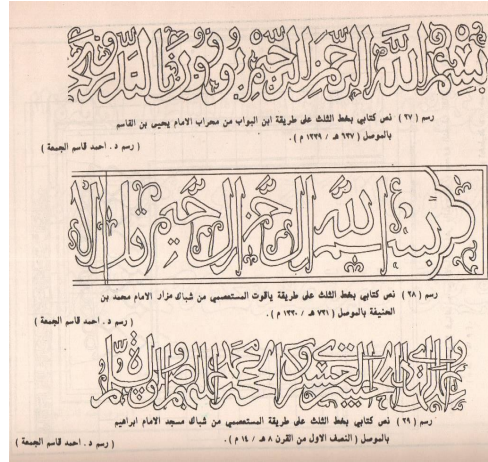 بسم الله الرحمن الرحيم يوفون بالنذر
رسم ( ٢٧ ) نص كتابي بخط الثلث على طريقة ابن البواب من محراب الامام يحيى بن القاسم
بالموصل ( ٦٣٧ هـ / ١٢٣٩ م ) .
( رسم د. احمد قاسم الجمعة )
بسم الله الرحمن الرحيم
رسم ( ٢٨ ) نص كتابي بخط الثلث على طريقة ياقوت المستعصمي من شباك مزار الامام محمد بن
الحنيفة بالموصل ( ٧٣١ هـ / ١٣٣٠ م ) .
( رسم د. احمد قاسم الجمعة )
رسم ( ٢٩ ) نص كتابي بخط الثلث على طريقة المستعصمي من شباك مسجد الامام ابراهيم
بالموصل ( النصف الاول من القرن ٨ هـ / ١٤ م ) .
( رسم د. احمد قاسم الجمعة )